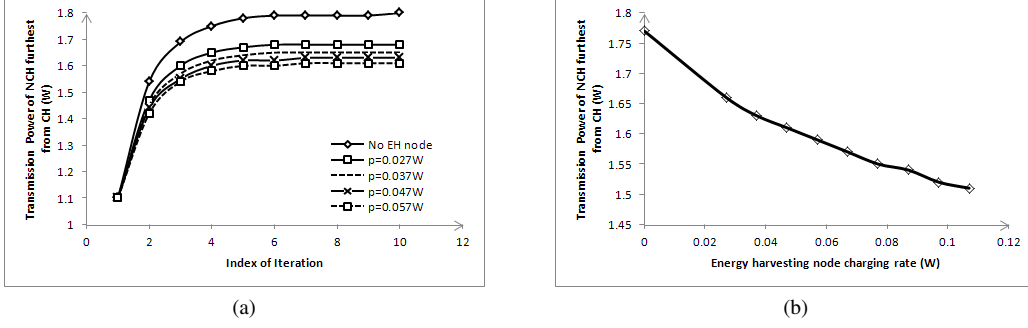 Transmission Power of NCH furthest
from CH (W)
1.8
1.7
1.6
1.5
1.4
1.3
1.2
1.1
1
0
2
4
6
8
10
12
Index of Iteration
No EH node
p=0.027W
p=0.037W
p=0.047W
p=0.057W
(a)
Transmission Power of NCH furthest
from CH (W)
1.8
1.75
1.7
1.65
1.6
1.55
1.5
1.45
0
0.02
0.04
0.06
0.08
0.1
0.12
Energy harvesting node charging rate (W)
(b)